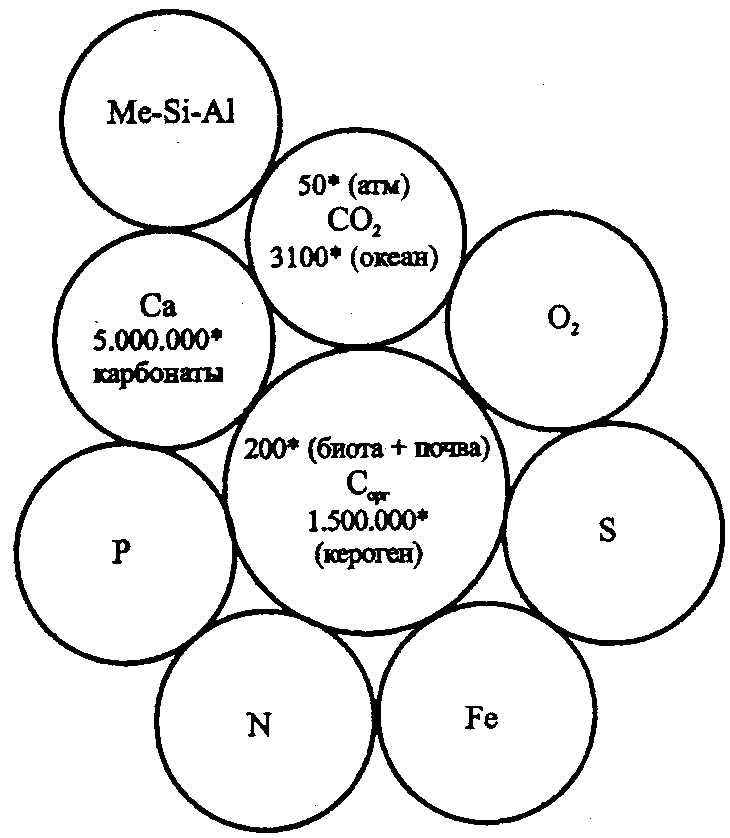 Me-Si-Al
50* (атм)
CO₂
3100* (океан)
O₂
Ca
5.000.000*
карбонаты
200* (биота + почва)
Cорг
1.500.000*
(кероген)
S
P
N
Fe